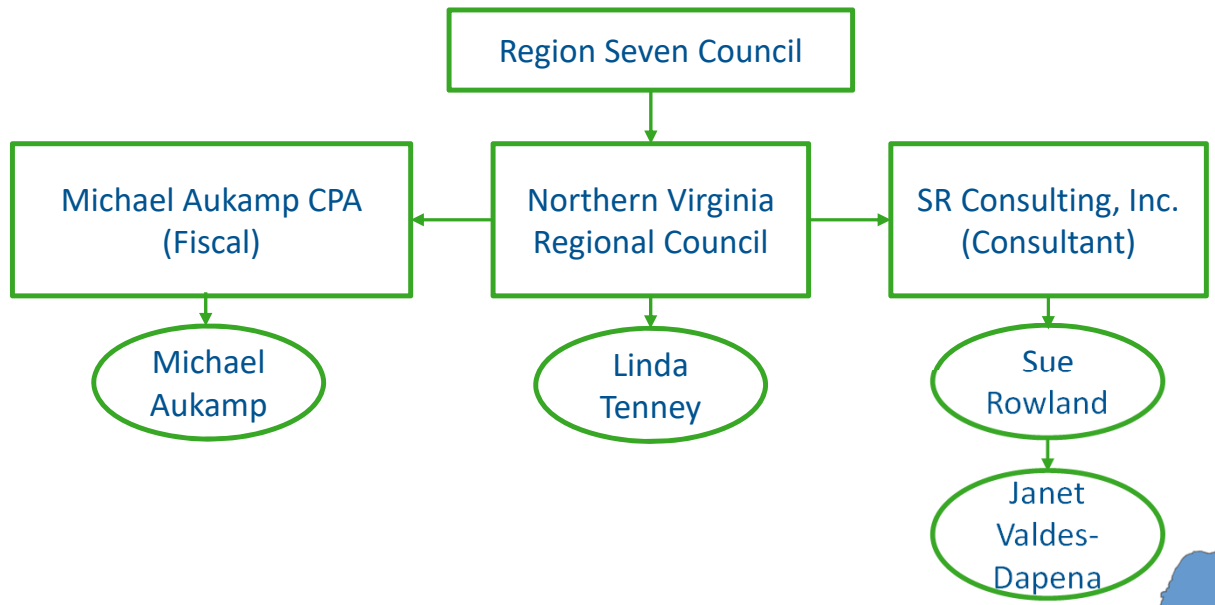 Region Seven Council
Michael Aukamp CPA
(Fiscal)
Northern Virginia
Regional Council
SR Consulting, Inc.
(Consultant)
Michael
Aukamp
Linda
Tenney
Sue
Rowland
Janet
Valdes-
Dapena